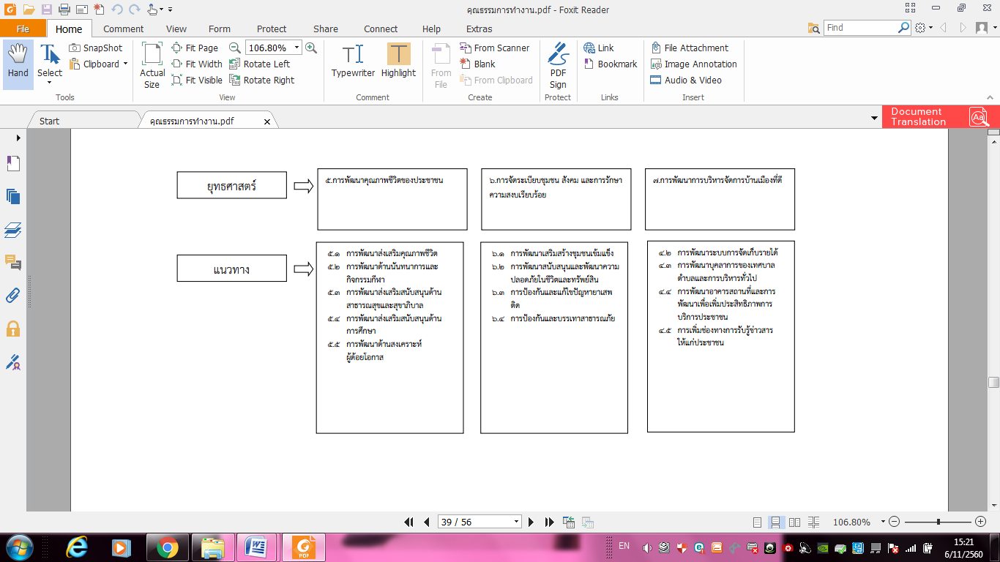 คุณธรรมการทำงาน.pdf - Foxit Reader
File Home Comment View Form Protect Share Connect Help Extras Find
Hand
Select
SnapShot
Clipboard
Tools
Actual Size
Fit Page
Fit Width
Fit Visible
106.80%
Rotate Left
Rotate Right
View
Typewriter
Highlight
Comment
From File
From Scanner
Blank
From Clipboard
Create
PDF Sign
Protect
Link
Bookmark
Links
File Attachment
Image Annotation
Audio & Video
Insert
Start
คุณธรรมการทำงาน.pdf
Document
Translation
ยุทธศาสตร์
๕.การพัฒนาคุณภาพชีวิตของประชาชน
๖.การจัดระเบียบชุมชน สังคม และการรักษา
ความสงบเรียบร้อย
๗.การพัฒนาการบริหารจัดการบ้านเมืองที่ดี
แนวทาง
๕.๑ การพัฒนาส่งเสริมคุณภาพชีวิต
๕.๒ การพัฒนาด้านนันทนาการและ
กิจกรรมกีฬา
๕.๓ การพัฒนาส่งเสริมสนับสนุนด้าน
สาธารณสุขและสุขาภิบาล
๕.๔ การพัฒนาส่งเสริมสนับสนุนด้าน
การศึกษา
๕.๕ การพัฒนาด้านสงเคราะห์
ผู้ด้อยโอกาส
๖.๑ การพัฒนาเสริมสร้างชุมชนเข้มแข็ง
๖.๒ การพัฒนาสนับสนุนและพัฒนาความ
ปลอดภัยในชีวิตและทรัพย์สิน
๖.๓ การป้องกันและแก้ไขปัญหายาเสพ
ติด
๖.๔ การป้องกันและบรรเทาสาธารณภัย
๔.๒ การพัฒนาระบบการจัดเก็บรายได้
๔.๓ การพัฒนาบุคลาการของเทศบาล
ตำบลและการบริหารทั่วไป
๔.๔ การพัฒนาอาคารสถานที่และการ
พัฒนาเพื่อเพิ่มประสิทธิภาพการ
บริการประชาชน
๔.๕ การเพิ่มช่องทางการรับรู้ข่าวสาร
ให้แก่ประชาชน
39 / 56
106.80%
EN
15:21
6/11/2560